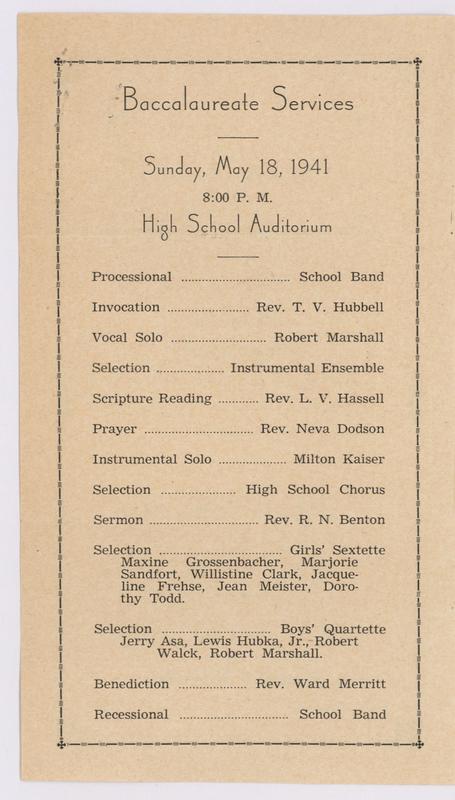 Baccalaureate Services
Sunday, May 18, 1941
8:00 P. M.
High School Auditorium
Processional .............................. School Band
Invocation ...................... Rev. T. V. Hubbell
Vocal Solo .......................... Robert Marshall
Selection ................... Instrumental Ensemble
Scripture Reading ........... Rev. L. V. Hassell
Prayer .............................. Rev. Neva Dodson
Instrumental Solo ................... Milton Kaiser
Selection ..................... High School Chorus
Sermon .............................. Rev. R. N. Benton
Selection .................................. Girls' Sextette
Maxine Grossenbacher, Marjorie
Sandfort, Willistine Clark, Jacque-
line Frehse, Jean Meister, Doro-
thy Todd.
Selection .............................. Boys' Quartette
Jerry Asa, Lewis Hubka, Jr., Robert
Walck, Robert Marshall.
Benediction ................... Rev. Ward Merritt
Recessional .............................. School Band